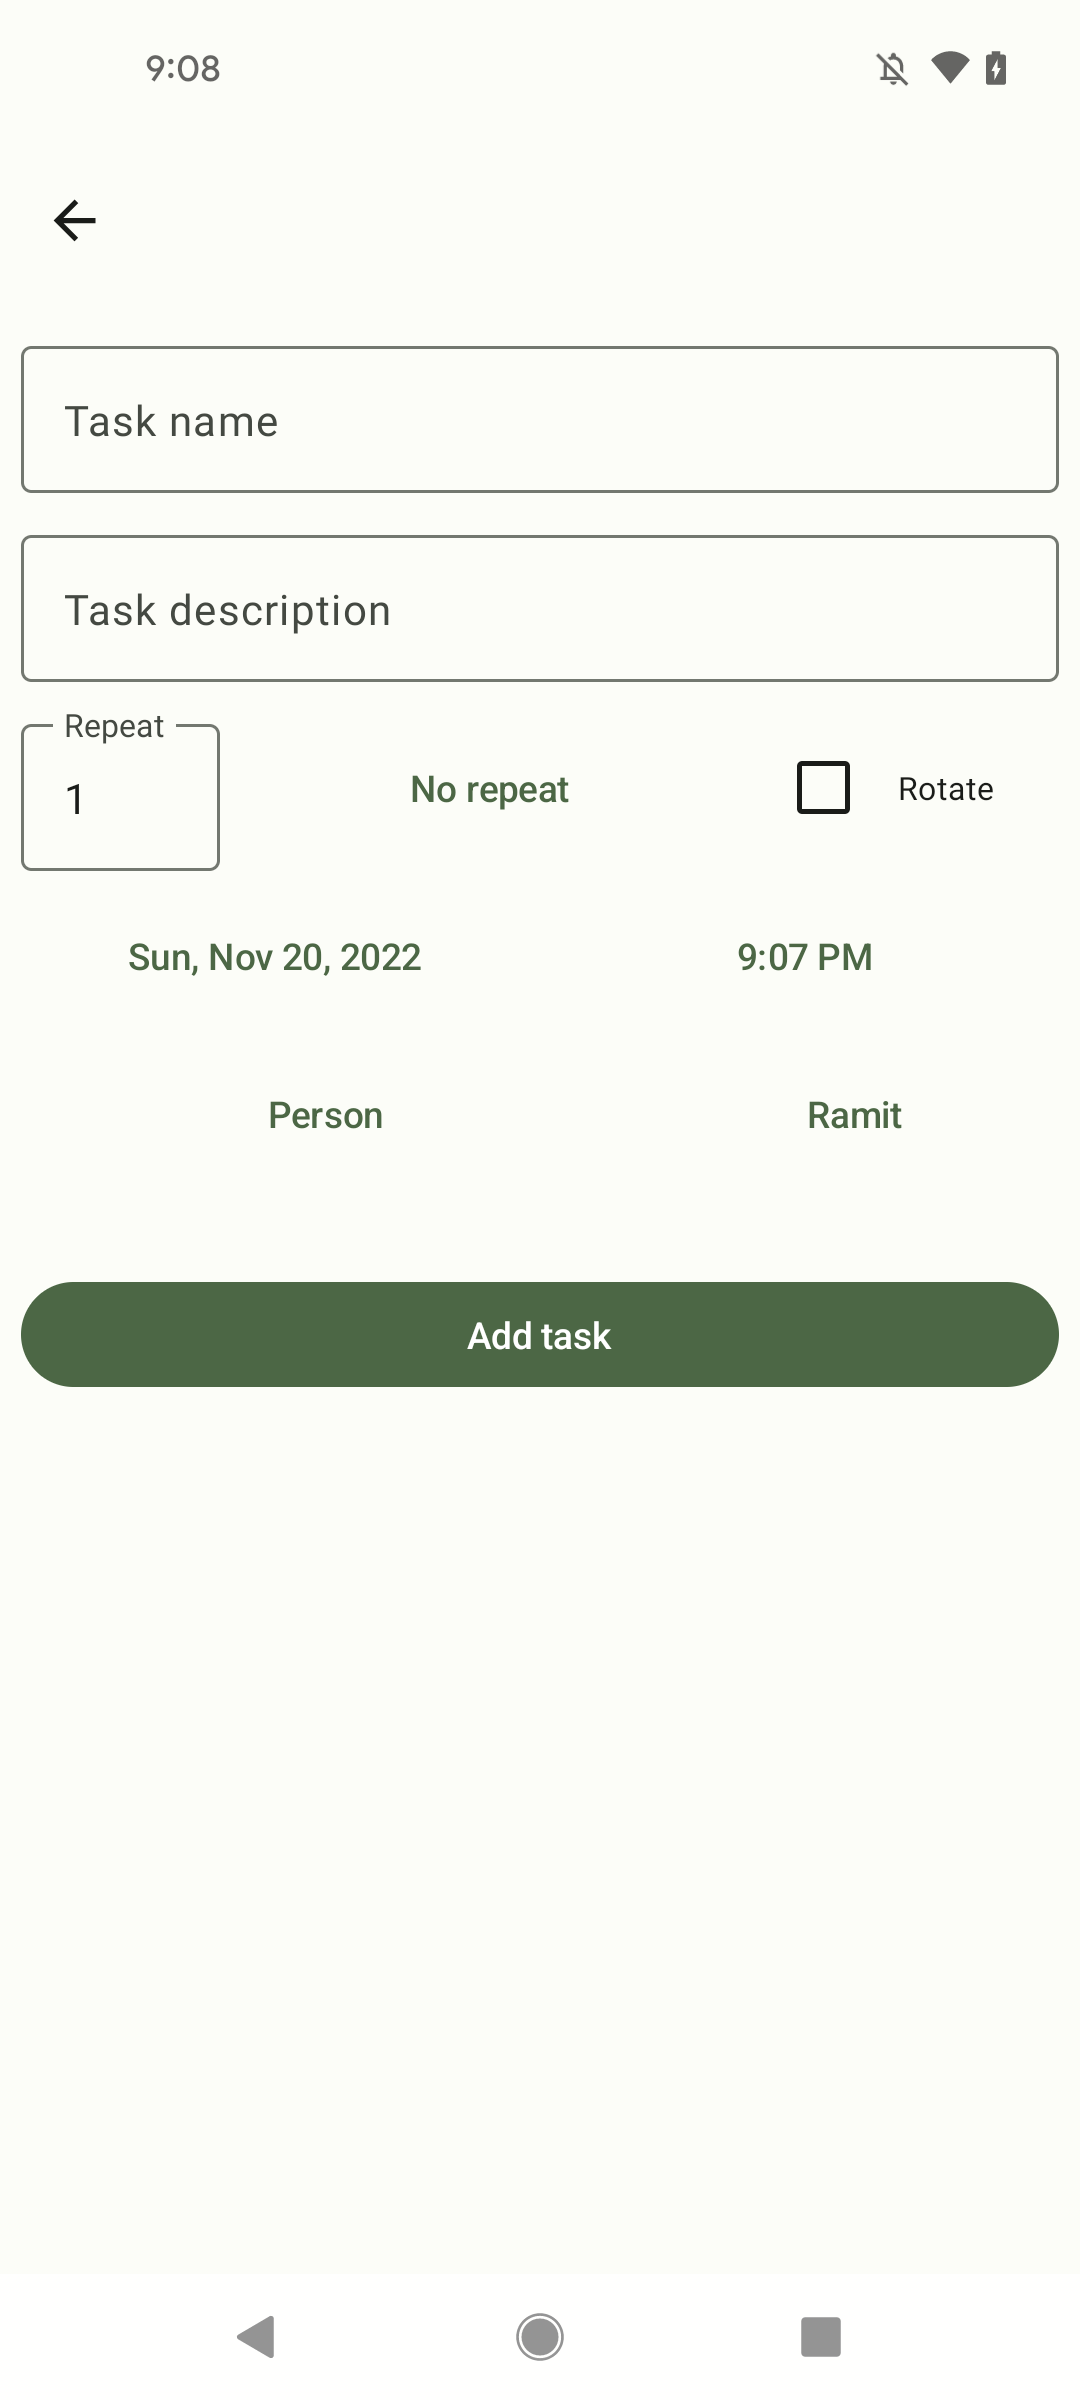 9:08
Task name
Task description
Repeat
1
No repeat
Rotate
Sun, Nov 20, 2022
9:07 PM
Person
Ramit
Add task